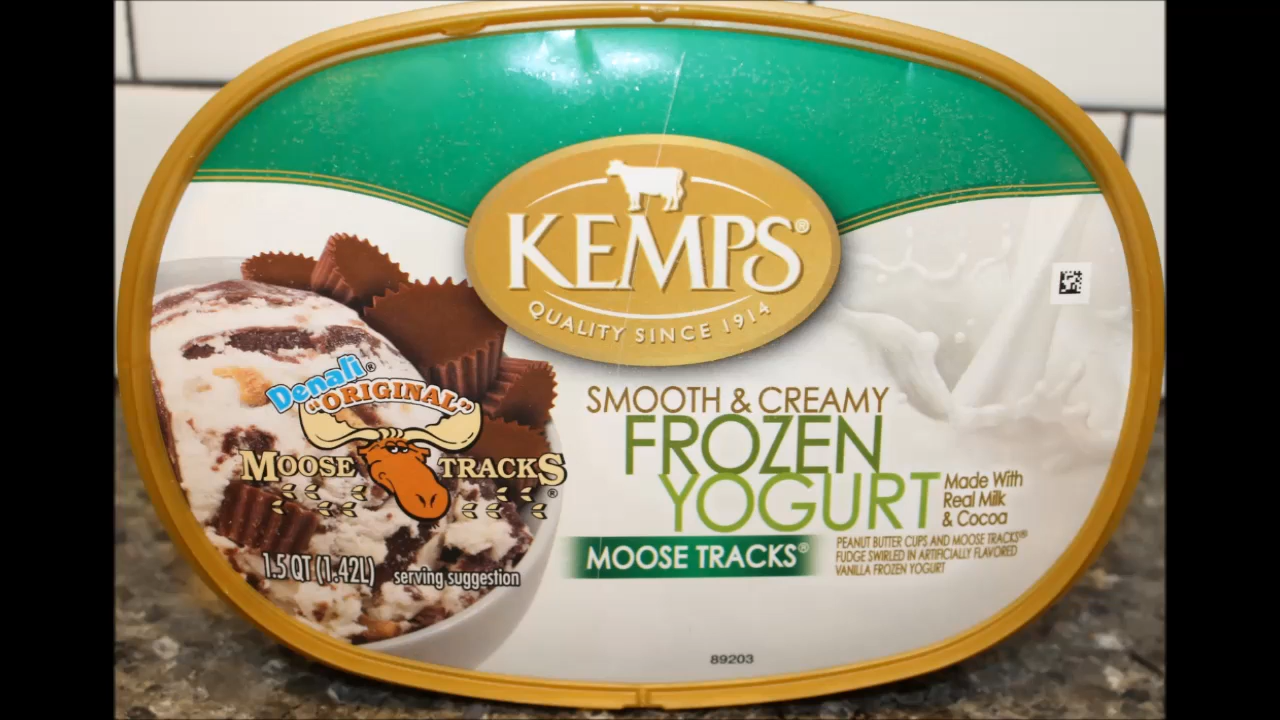 KEMPS®
QUALITY SINCE 1914
Denali®
"ORIGINAL"
MOOSE TRACKS®
1.5 QT (1.42L) serving suggestion
SMOOTH & CREAMY
FROZEN
YOGURT
Made With
Real Milk
& Cocoa
MOOSE TRACKS®
PEANUT BUTTER CUPS AND MOOSE TRACKS®
FUDGE SWIRLED IN ARTIFICIALLY FLAVORED
VANILLA FROZEN YOGURT
89203